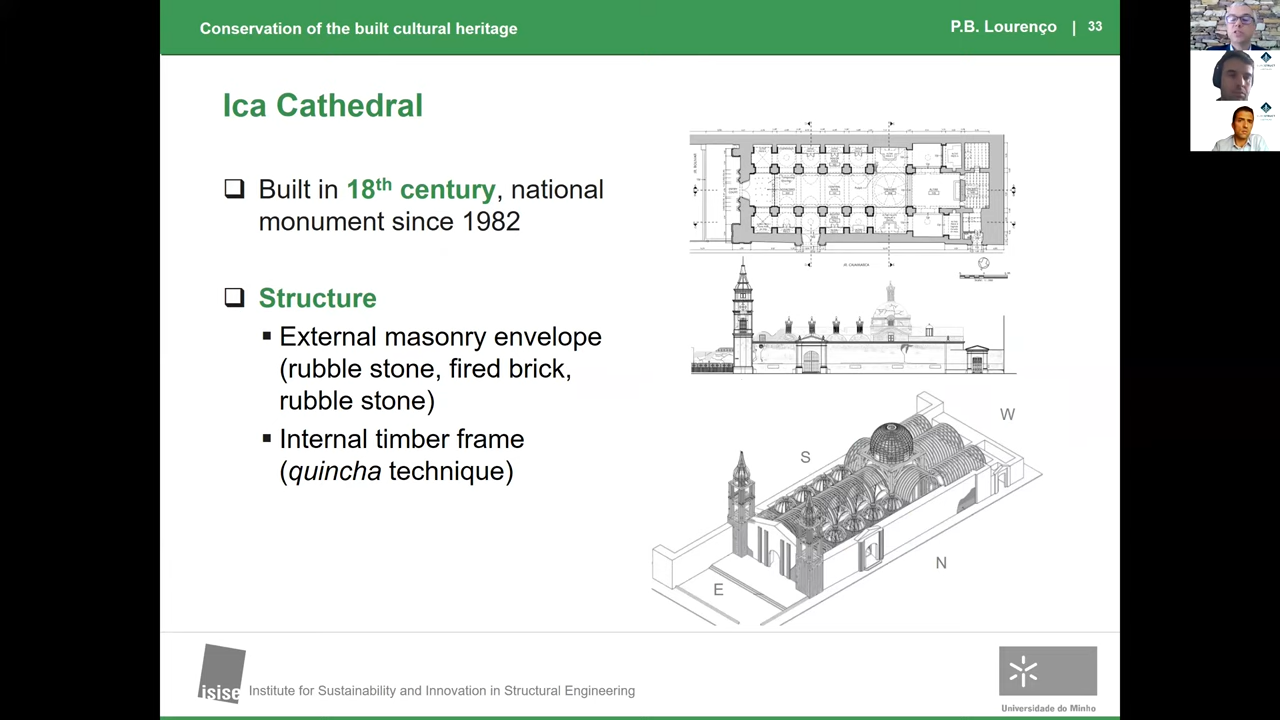 Conservation of the built cultural heritage
P.B. Lourenço | 33
Ica Cathedral
❑ Built in 18th century, national
monument since 1982
❑ Structure
▪ External masonry envelope
(rubble stone, fired brick,
rubble stone)
▪ Internal timber frame
(quincha technique)
W
S
N
E
isise
Institute for Sustainability and Innovation in Structural Engineering
Universidade do Minho